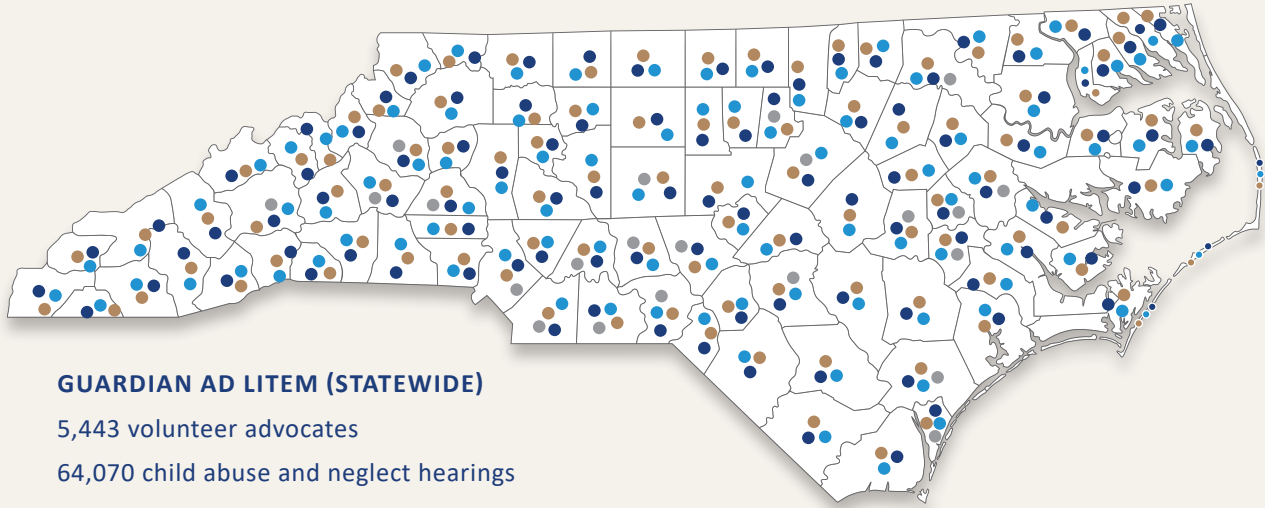 GUARDIAN AD LITEM (STATEWIDE)
5,443 volunteer advocates
64,070 child abuse and neglect hearings